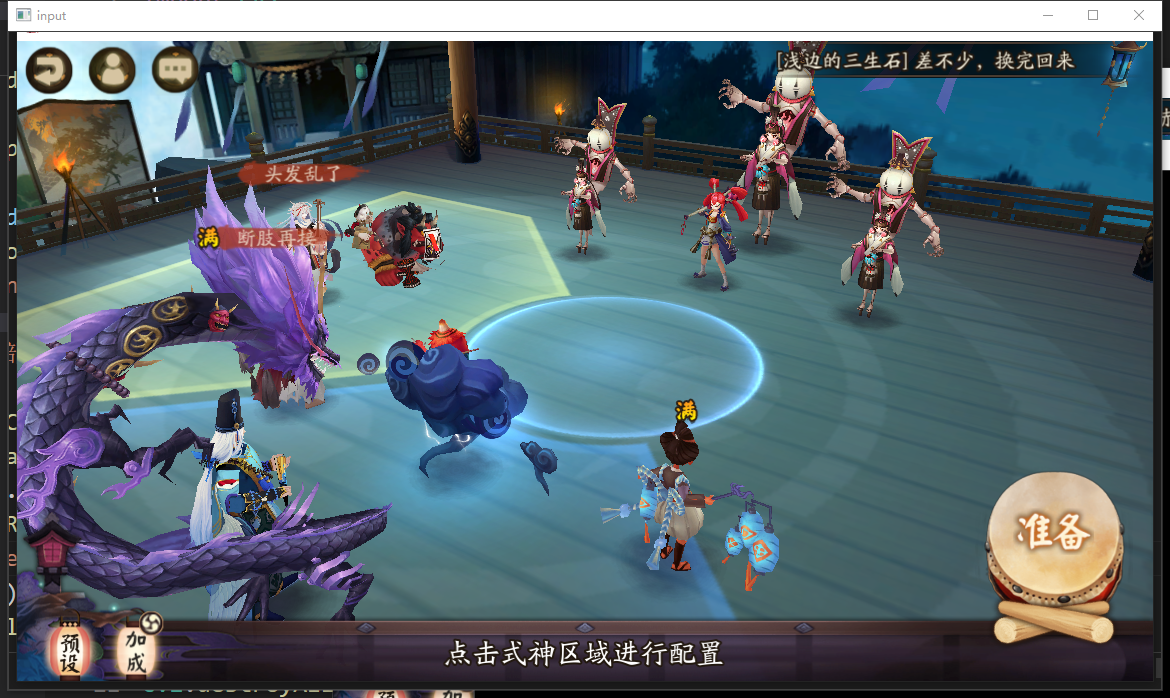 input
[浅边的三生石] 差不少，换完回来
头发乱了
满 断肢再接
满
准备
预设
加成
点击式神区域进行配置